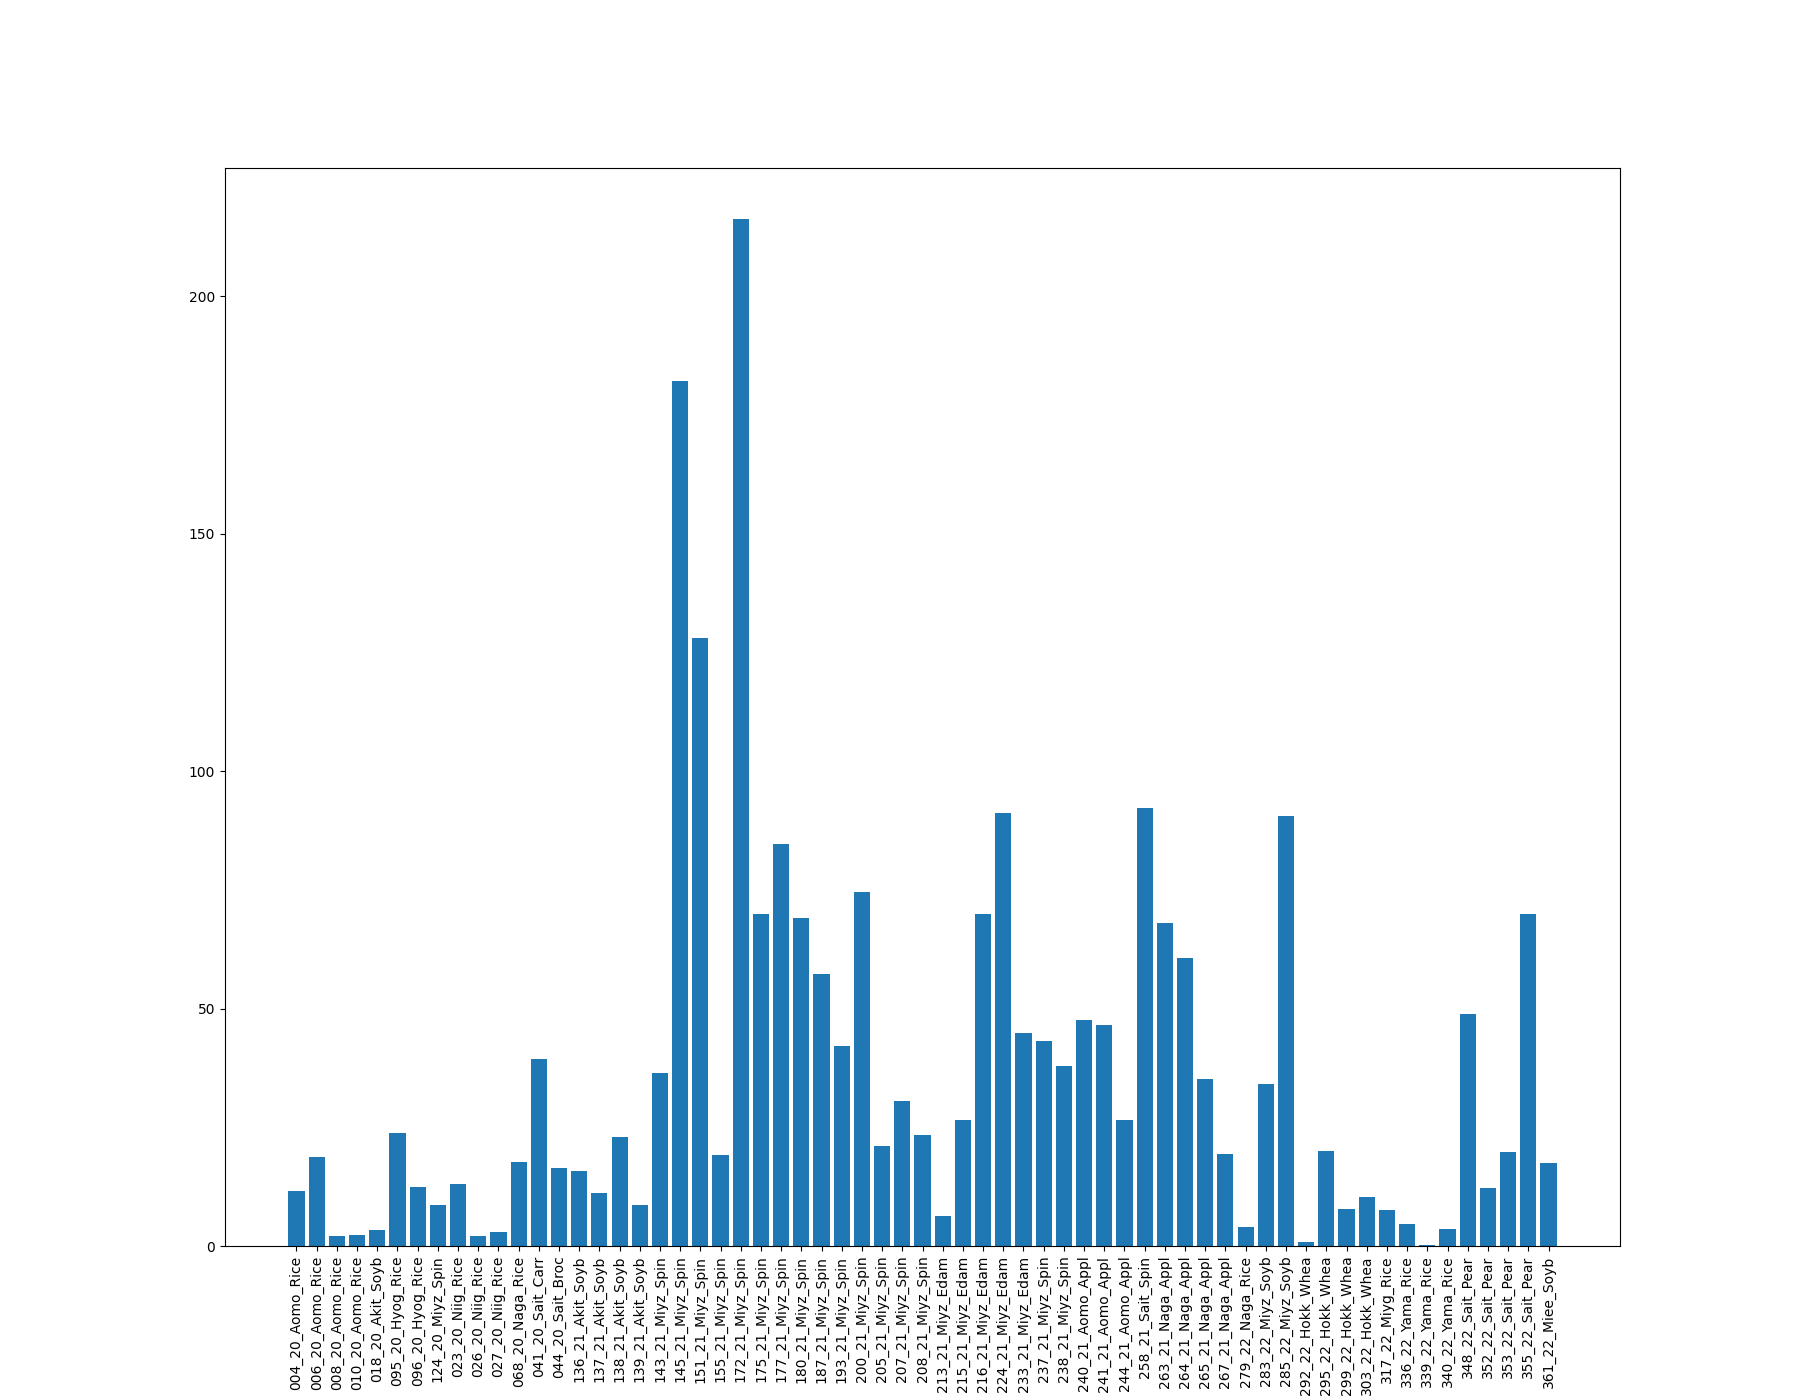 200
150
100
50
0
004_20_Aomo_Rice
006_20_Aomo_Rice
008_20_Aomo_Rice
010_20_Aomo_Rice
018_20_Akit_Soyb
095_20_Hyog_Rice
096_20_Hyog_Rice
124_20_Miyz_Spin
023_20_Niig_Rice
026_20_Niig_Rice
027_20_Niig_Rice
068_20_Naga_Rice
041_20_Sait_Carr
044_20_Sait_Broc
136_21_Akit_Soyb
137_21_Akit_Soyb
138_21_Akit_Soyb
139_21_Akit_Soyb
143_21_Miyz_Spin
145_21_Miyz_Spin
151_21_Miyz_Spin
155_21_Miyz_Spin
172_21_Miyz_Spin
175_21_Miyz_Spin
177_21_Miyz_Spin
180_21_Miyz_Spin
187_21_Miyz_Spin
193_21_Miyz_Spin
200_21_Miyz_Spin
205_21_Miyz_Spin
207_21_Miyz_Spin
208_21_Miyz_Spin
213_21_Miyz_Edam
215_21_Miyz_Edam
216_21_Miyz_Edam
224_21_Miyz_Edam
233_21_Miyz_Edam
237_21_Miyz_Spin
238_21_Miyz_Spin
240_21_Aomo_Appl
241_21_Aomo_Appl
244_21_Aomo_Appl
258_21_Sait_Spin
263_21_Naga_Appl
264_21_Naga_Appl
265_21_Naga_Appl
267_21_Naga_Appl
279_22_Naga_Rice
283_22_Miyz_Soyb
285_22_Miyz_Soyb
292_22_Hokk_Whea
295_22_Hokk_Whea
299_22_Hokk_Whea
303_22_Hokk_Whea
317_22_Miyg_Rice
336_22_Yama_Rice
339_22_Yama_Rice
340_22_Yama_Rice
348_22_Sait_Pear
352_22_Sait_Pear
353_22_Sait_Pear
355_22_Sait_Pear
361_22_Miee_Soyb